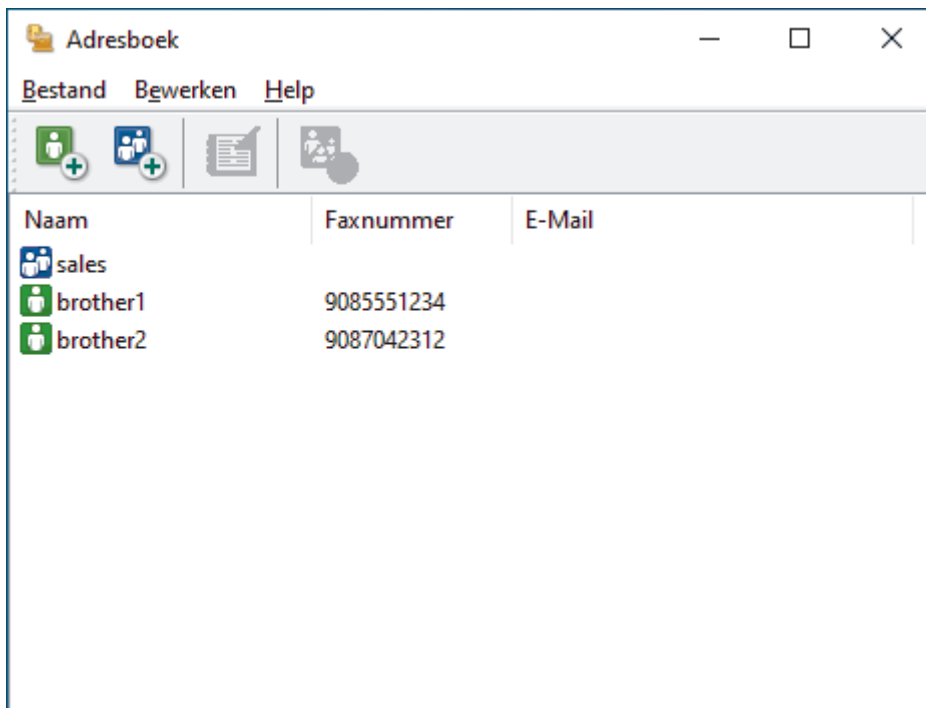 Adresboek
Bestand Bewerken Help
Naam Faxnummer E-Mail
sales
brother1 9085551234
brother2 9087042312